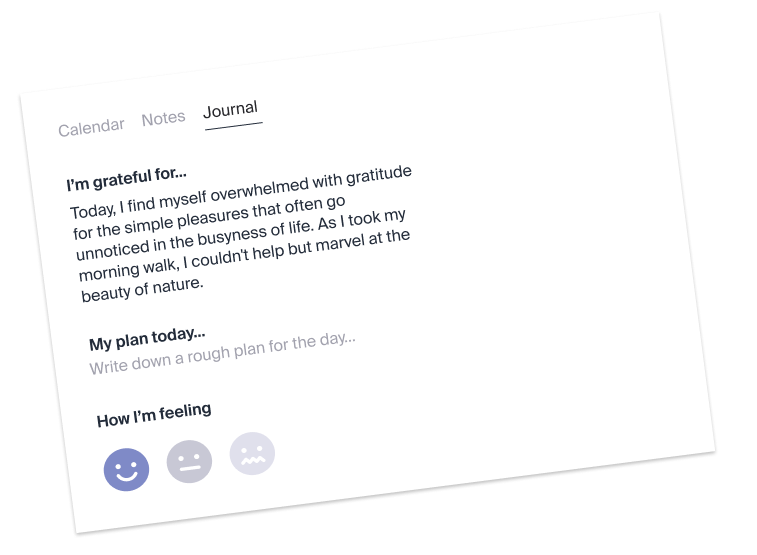 Calendar Notes Journal
I'm grateful for...
Today, I find myself overwhelmed with gratitude
for the simple pleasures that often go
unnoticed in the busyness of life. As I took my
morning walk, I couldn't help but marvel at the
beauty of nature.
My plan today...
Write down a rough plan for the day...
How I'm feeling